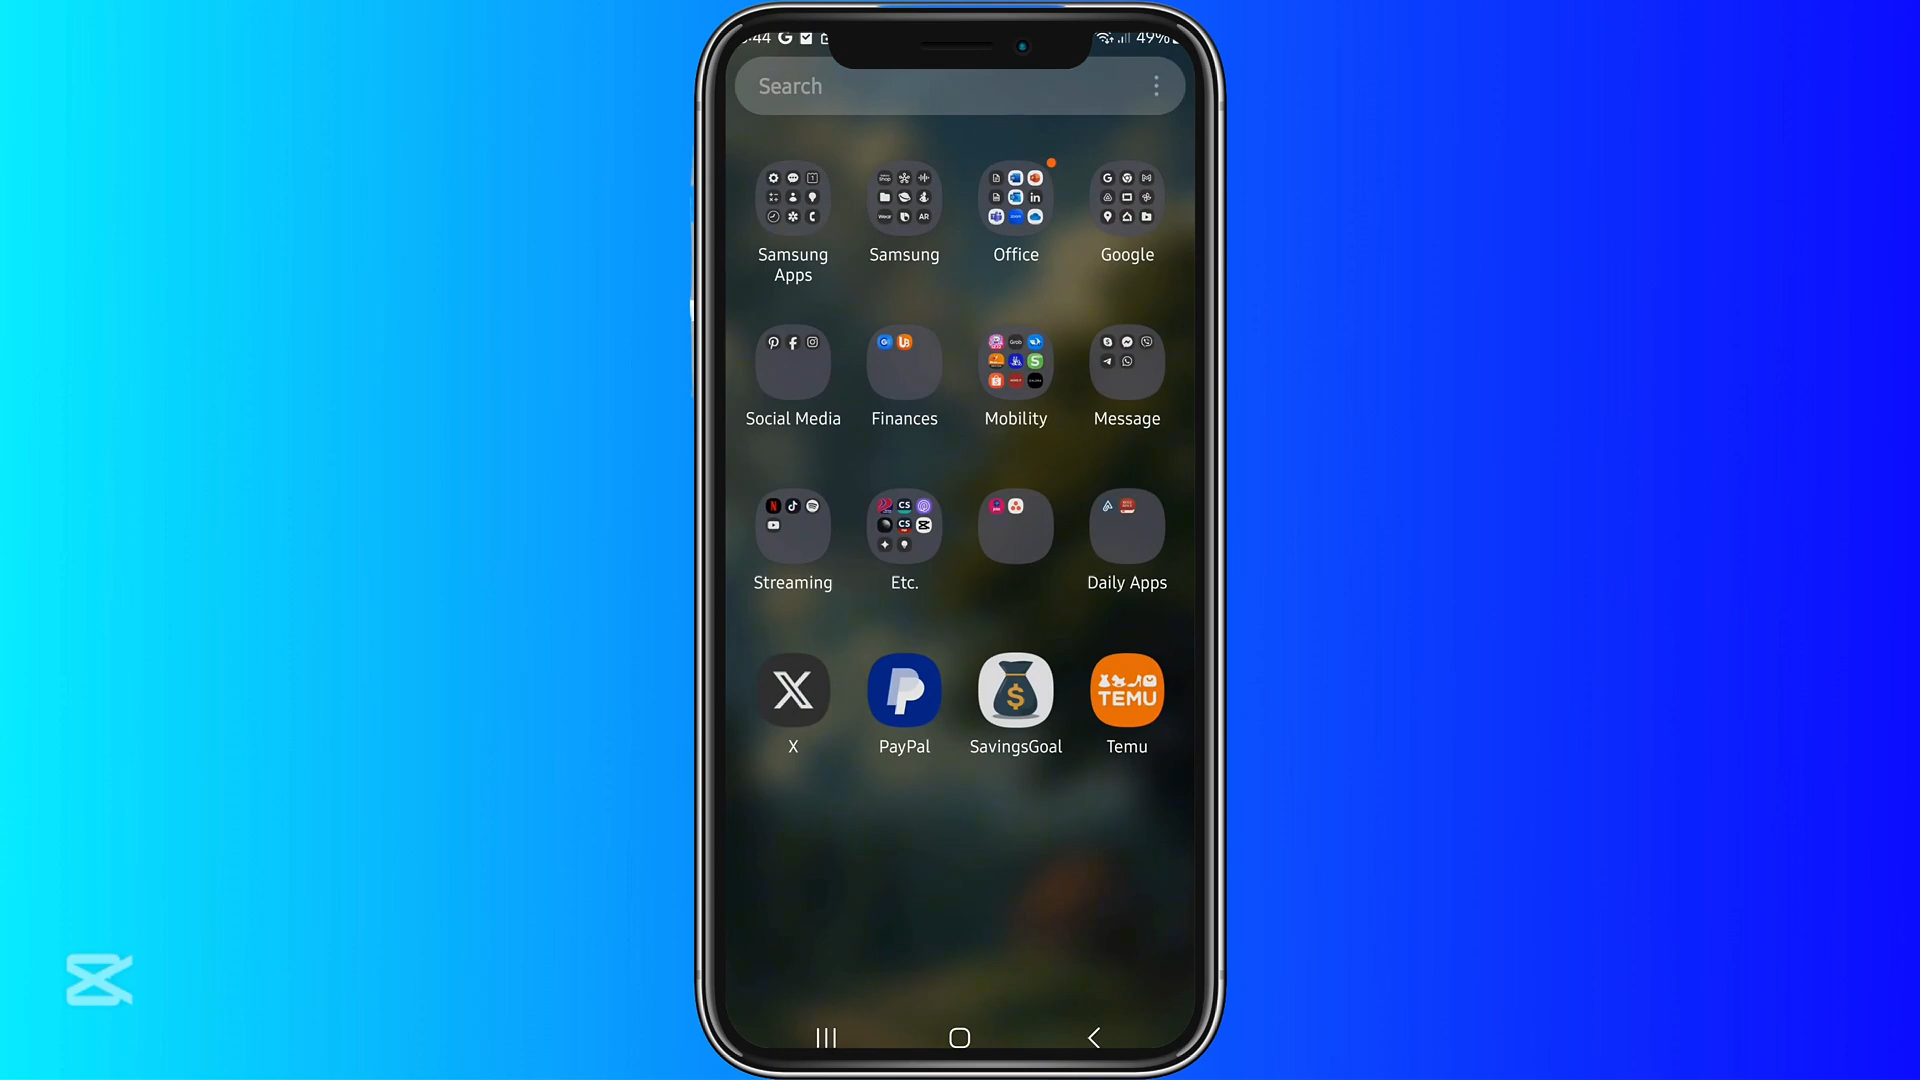 :44 49%
Search
Samsung Apps
Samsung
Office
Google
Social Media
Finances
Mobility
Message
Streaming
Etc.
Daily Apps
TEMU
X
PayPal
SavingsGoal
Temu